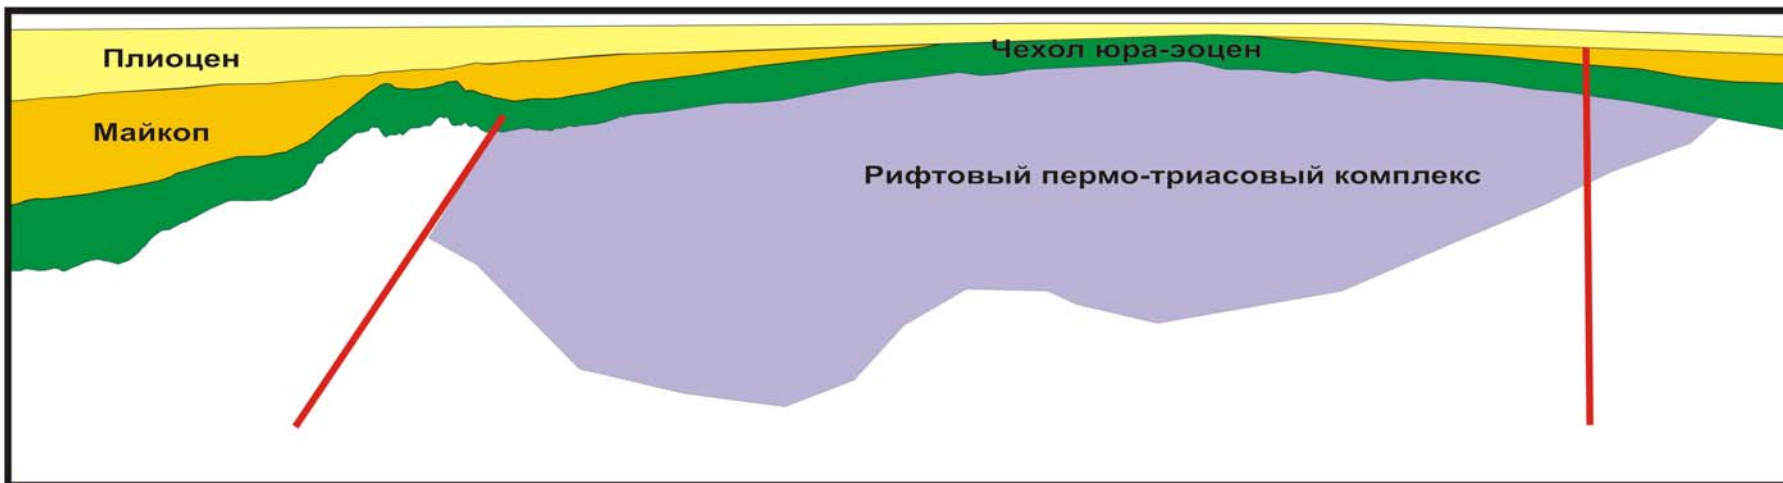 Плиоцен
Чехол юра-эоцен
Майкоп
Рифтовый пермо-триасовый комплекс